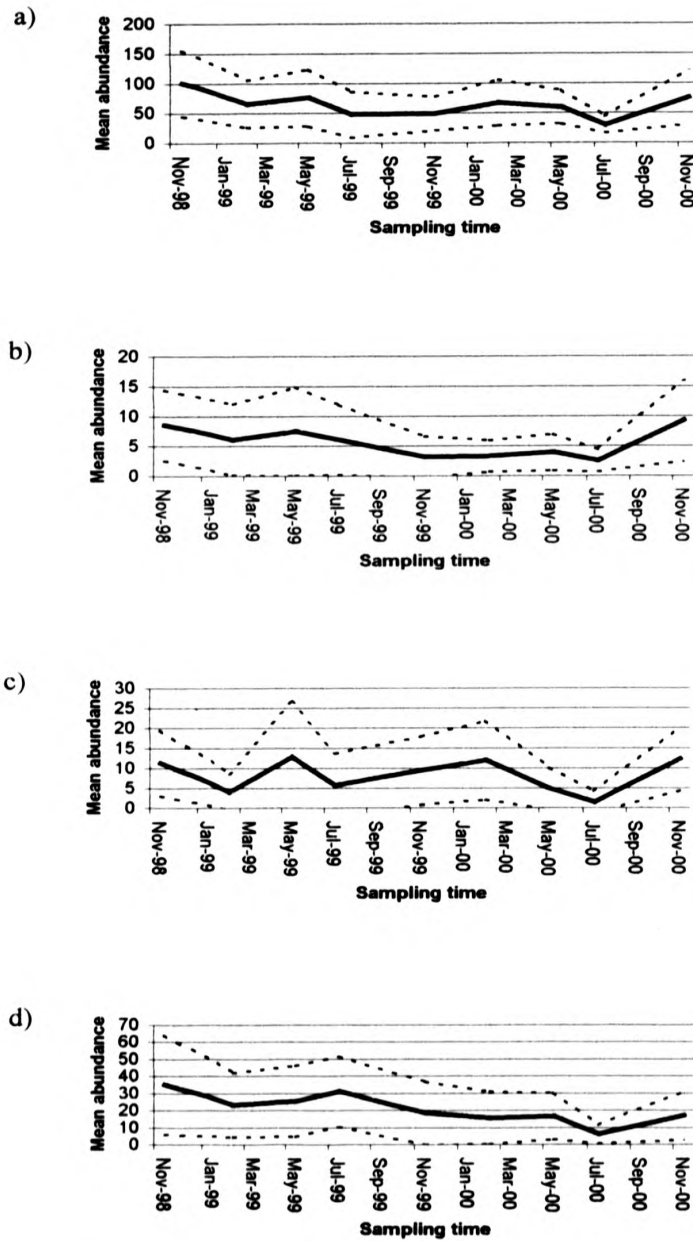 a)
Mean abundance
200
150
100
50
0
Nov-98
Jan-99
Mar-99
May-99
Jul-99
Sep-99
Nov-99
Jan-00
Mar-00
May-00
Jul-00
Sep-00
Nov-00
Sampling time
b)
Mean abundance
20
15
10
5
0
Nov-98
Jan-99
Mar-99
May-99
Jul-99
Sep-99
Nov-99
Jan-00
Mar-00
May-00
Jul-00
Sep-00
Nov-00
Sampling time
c)
Mean abundance
30
25
20
15
10
5
0
Nov-98
Jan-99
Mar-99
May-99
Jul-99
Sep-99
Nov-99
Jan-00
Mar-00
May-00
Jul-00
Sep-00
Nov-00
Sampling time
d)
Mean abundance
70
60
50
40
30
20
10
0
Nov-98
Jan-99
Mar-99
May-99
Jul-99
Sep-99
Nov-99
Jan-00
Mar-00
May-00
Jul-00
Sep-00
Nov-00
Sampling time